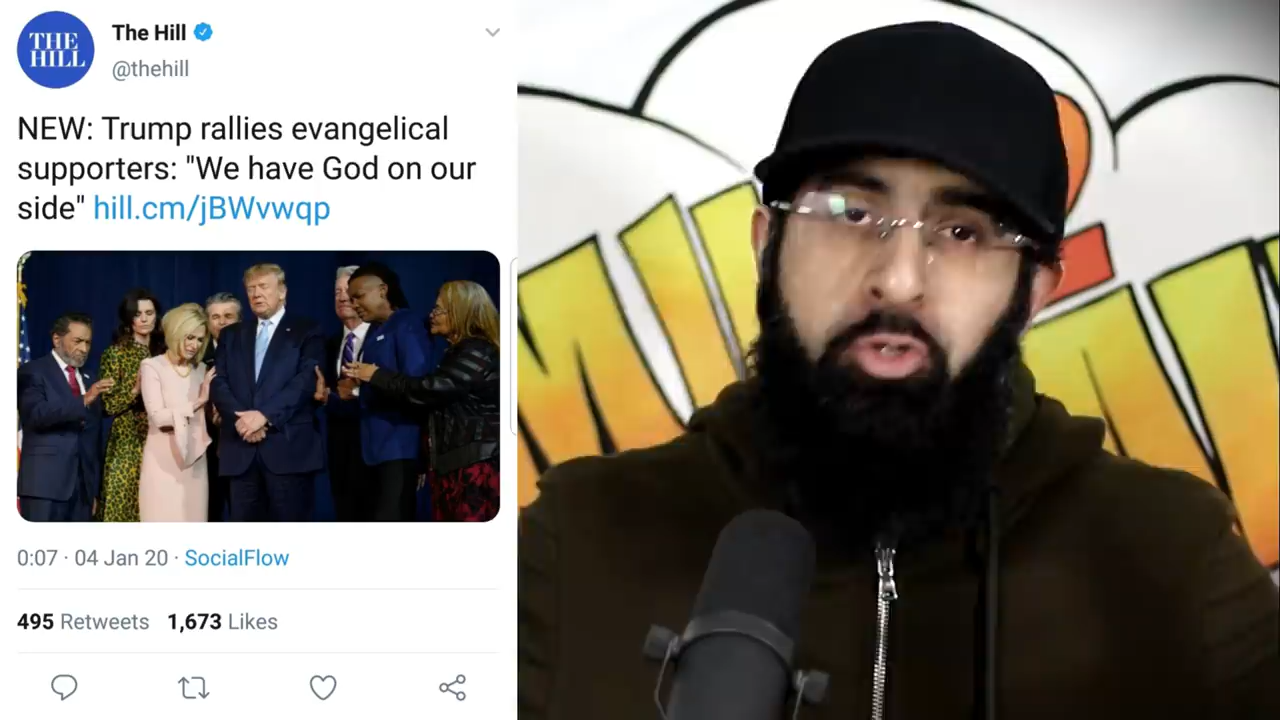 THE
HILL
The Hill
@thehill
NEW: Trump rallies evangelical
supporters: "We have God on our
side" hill.cm/jBWvwqp
0:07 · 04 Jan 20 · SocialFlow
495 Retweets 1,673 Likes